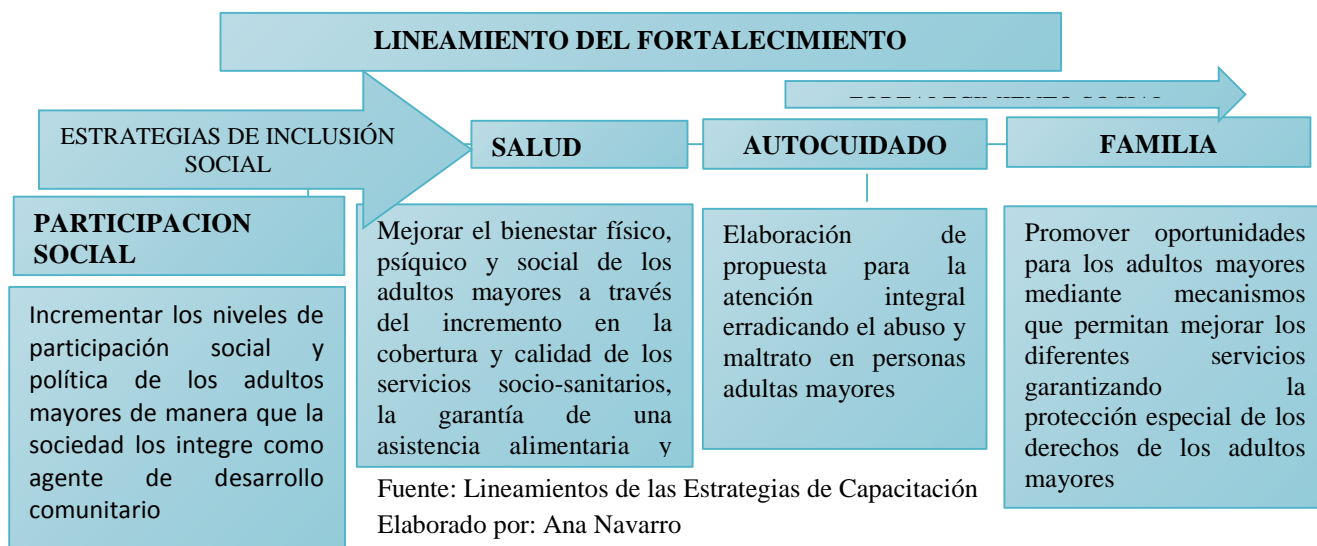 LINEAMIENTO DEL FORTALECIMIENTO
ESTRATEGIAS DE INCLUSIÓN
SOCIAL
PARTICIPACION
SOCIAL
Incrementar los niveles de
participación social y
política de los adultos
mayores de manera que la
sociedad los integre como
agente de desarrollo
comunitario
SALUD
Mejorar el bienestar físico,
psíquico y social de los
adultos mayores a través
del incremento en la
cobertura y calidad de los
servicios socio-sanitarios,
la garantía de una
asistencia alimentaria y
AUTOCUIDADO
Elaboración de
propuesta para la
atención integral
erradicando el abuso y
maltrato en personas
adultas mayores
FAMILIA
Promover oportunidades
para los adultos mayores
mediante mecanismos
que permitan mejorar los
diferentes servicios
garantizando la
protección especial de los
derechos de los adultos
mayores
Fuente: Lineamientos de las Estrategias de Capacitación
Elaborado por: Ana Navarro